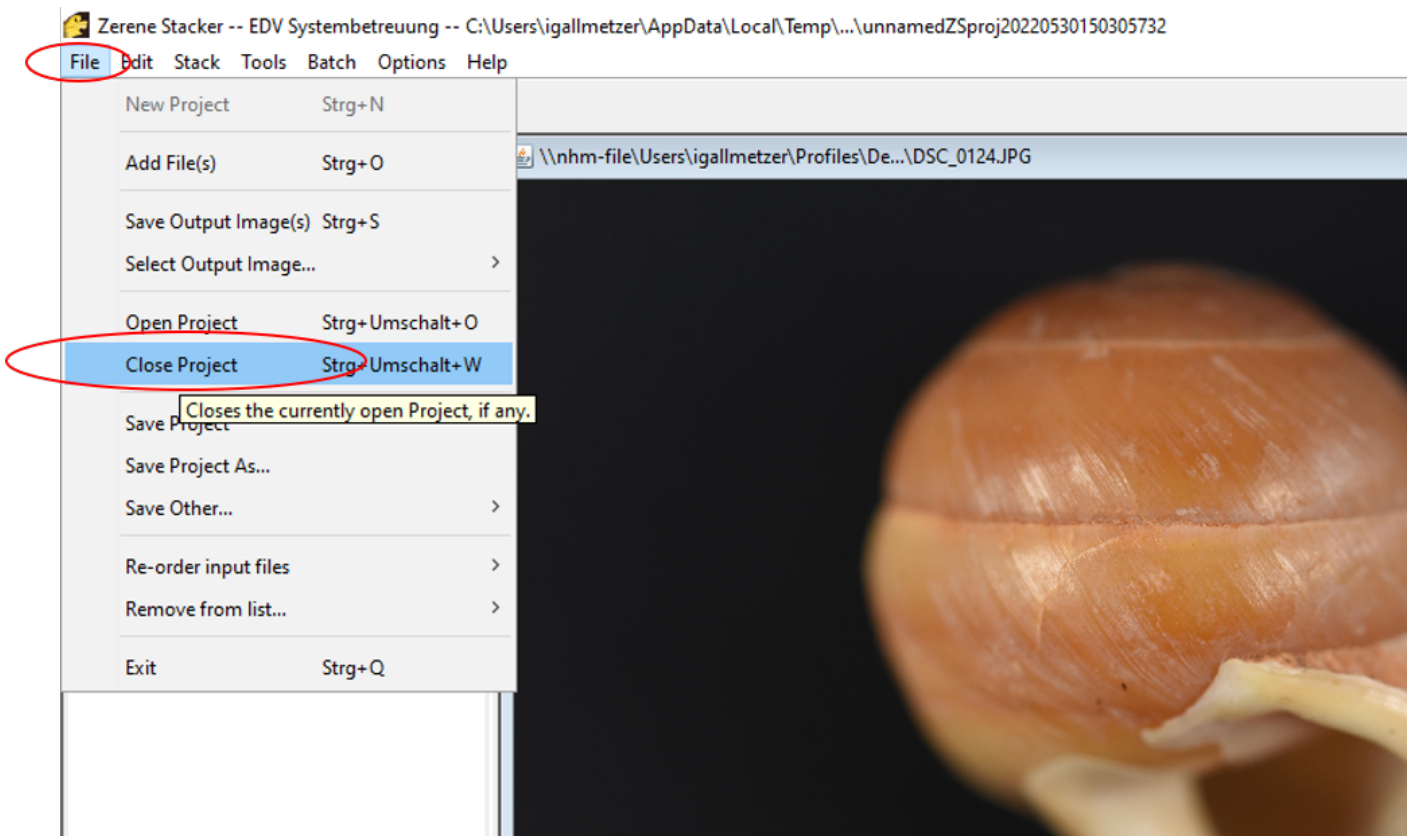 Zerene Stacker -- EDV Systembetreuung -- C:\Users\igallmetzer\AppData\Local\Temp\...\unnamedZSproj20220530150305732
File Edit Stack Tools Batch Options Help
New Project Strg+N
\\nhm-file\Users\igallmetzer\Profiles\De...\DSC_0124.JPG
Add File(s) Strg+O
Save Output Image(s) Strg+S
Select Output Image...
Open Project Strg+Umschalt+O
Close Project Strg+Umschalt+W
Closes the currently open Project, if any.
Save Project
Save Project As...
Save Other...
Re-order input files
Remove from list...
Exit Strg+Q